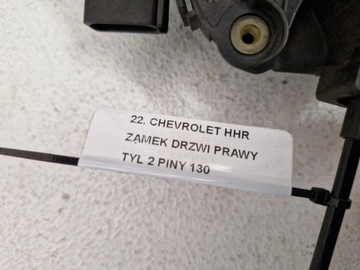 22. CHEVROLET HHR
ZAMEK DRZWI PRAWY
TYL 2 PINY 130